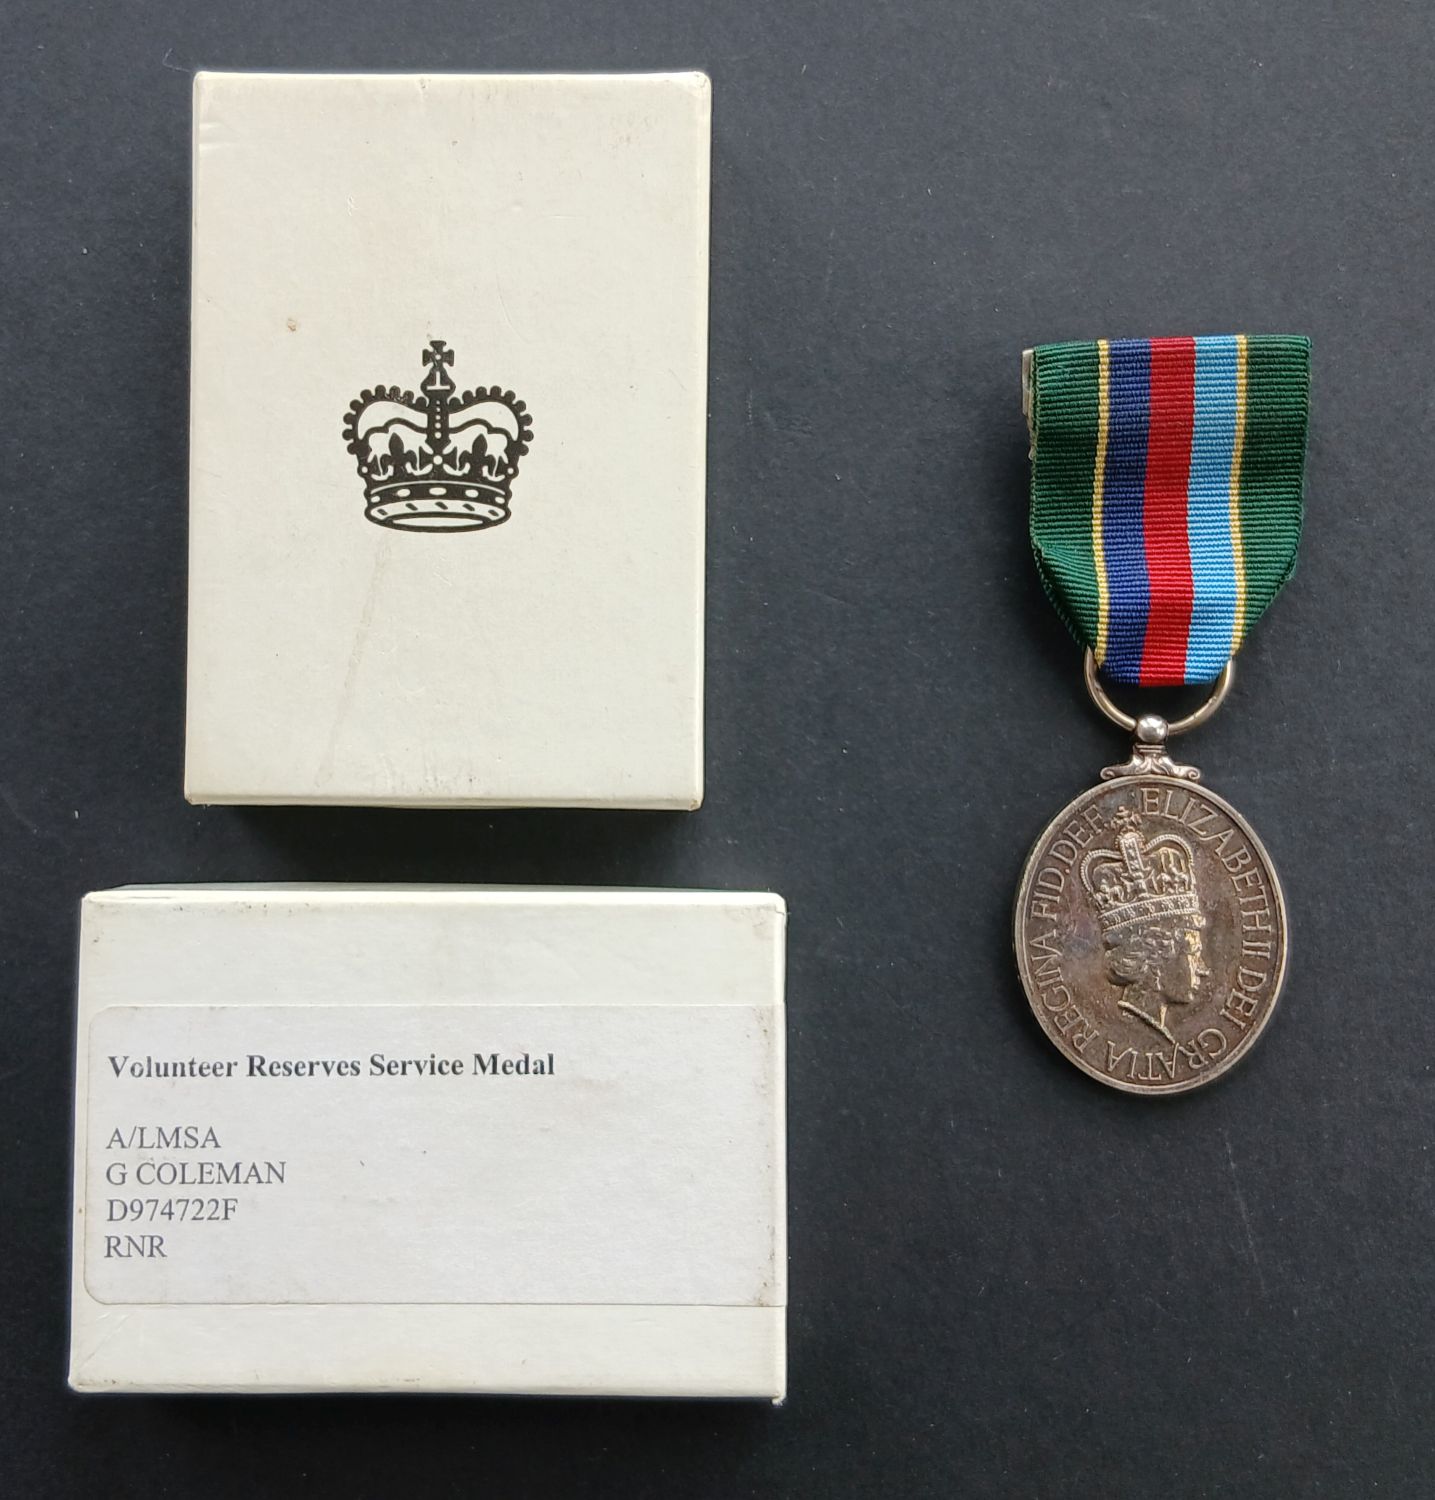 Volunteer Reserves Service Medal
A/LMSA
G COLEMAN
D974722F
RNR
ELIZABETH II DEI GRATIA REGINA FID.DEF.